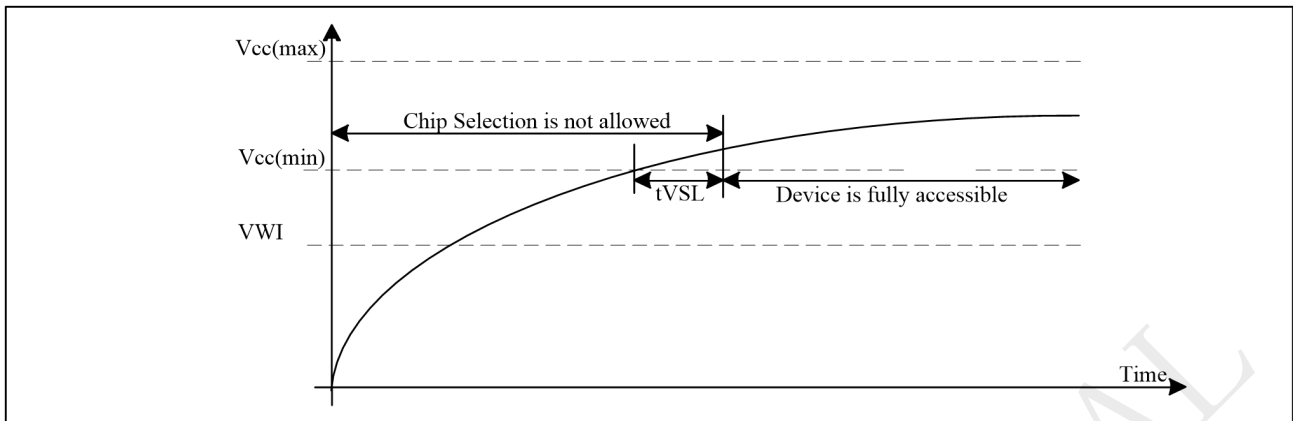 Vcc(max)
Chip Selection is not allowed
Vcc(min)
tVSL
Device is fully accessible
VWI
Time